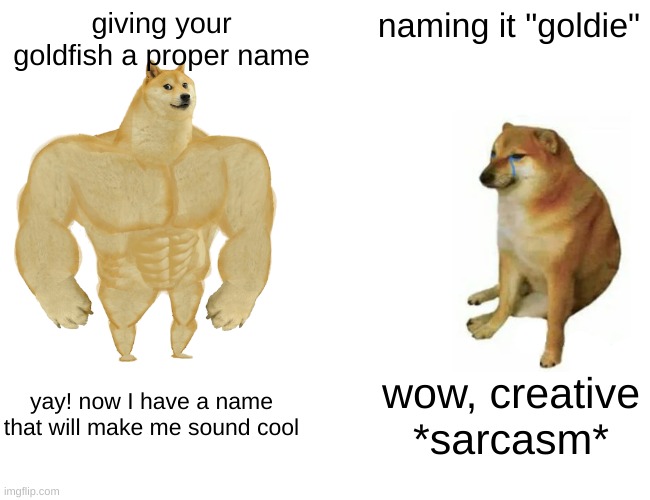 giving your
goldfish a proper name
naming it "goldie"
yay! now I have a name
that will make me sound cool
wow, creative
*sarcasm*
imgflip.com